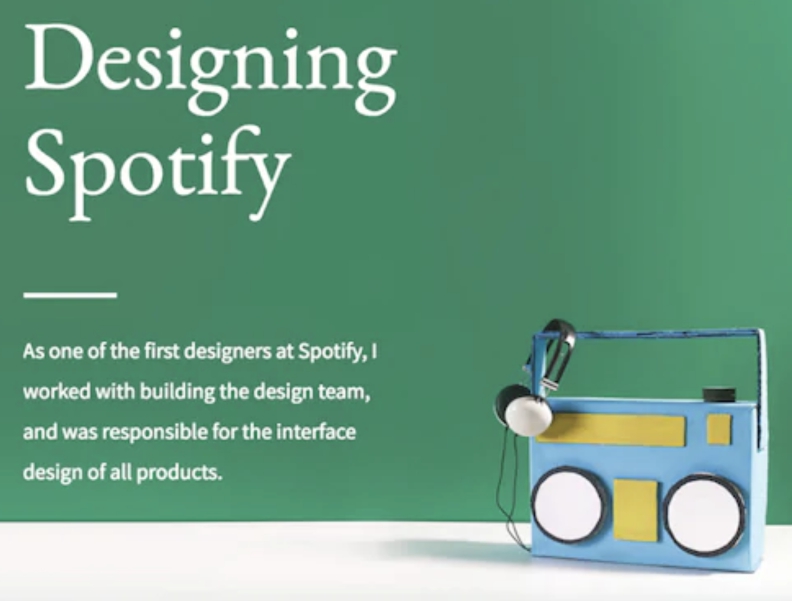 Designing
Spotify
As one of the first designers at Spotify, I
worked with building the design team,
and was responsible for the interface
design of all products.